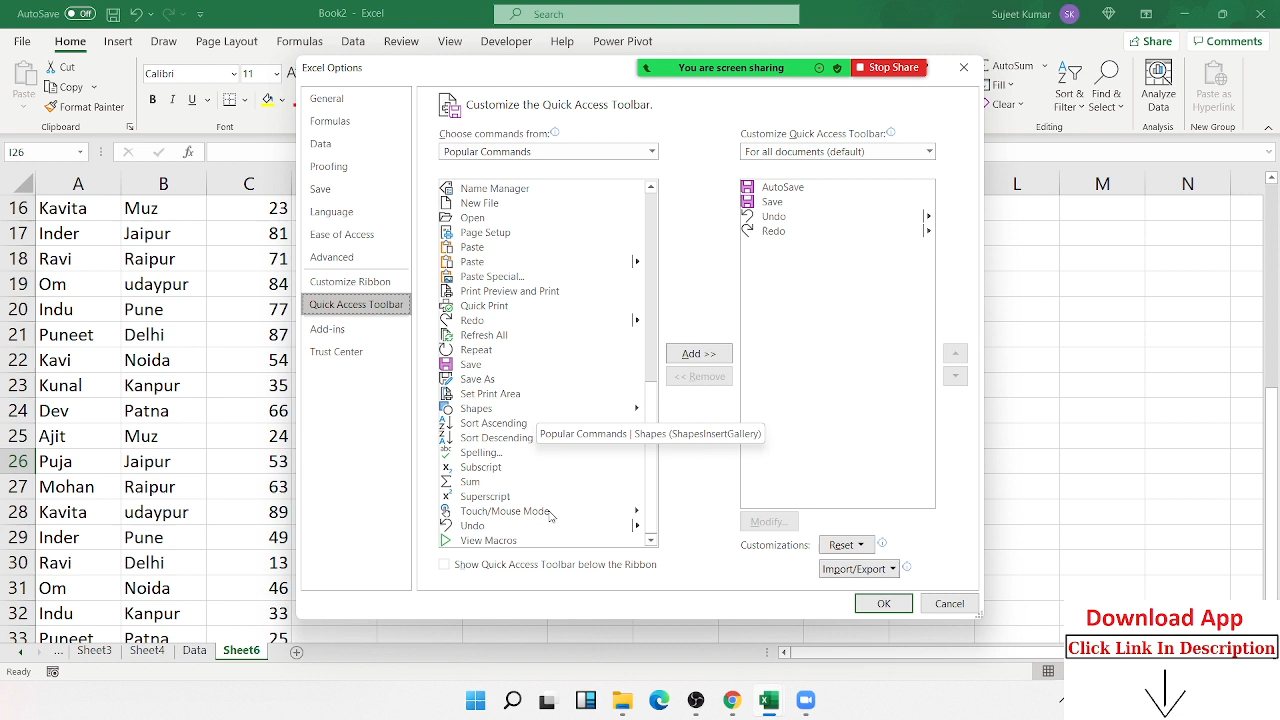 AutoSave Off Book2 - Excel Search Sujeet Kumar SK
File Home Insert Draw Page Layout Formulas Data Review View Developer Help Power Pivot Share Comments
Excel Options
You are screen sharing Stop Share
Paste
Cut
Copy
Format Painter
Clipboard
Calibri 11
B I U
Font
AutoSum
Fill
Clear
Sort & Filter
Find & Select
Editing
Analyze Data
Analysis
Paste as Hyperlink
New Group
I26 fx
General
Formulas
Data
Proofing
Save
Language
Ease of Access
Advanced
Customize Ribbon
Quick Access Toolbar
Add-ins
Trust Center
Customize the Quick Access Toolbar.
Choose commands from:
Popular Commands
Name Manager
New File
Open
Page Setup
Paste
Paste
Paste Special...
Print Preview and Print
Quick Print
Redo
Refresh All
Repeat
Save
Save As
Set Print Area
Shapes
Sort Ascending
Sort Descending
Popular Commands | Shapes (ShapesInsertGallery)
Spelling...
Subscript
Sum
Superscript
Touch/Mouse Mode
Undo
View Macros
Show Quick Access Toolbar below the Ribbon
Add >>
<< Remove
Customize Quick Access Toolbar:
For all documents (default)
AutoSave
Save
Undo
Redo
Modify...
Customizations: Reset
Import/Export
OK Cancel
A B C L M N
16 Kavita Muz 23
17 Inder Jaipur 81
18 Ravi Raipur 71
19 Om udaypur 84
20 Indu Pune 77
21 Puneet Delhi 87
22 Kavi Noida 54
23 Kunal Kanpur 35
24 Dev Patna 66
25 Ajit Muz 24
26 Puja Jaipur 53
27 Mohan Raipur 63
28 Kavita udaypur 89
29 Inder Pune 49
30 Ravi Delhi 13
31 Om Noida 46
32 Indu Kanpur 33
33 Puneet Patna 25
... Sheet3 Sheet4 Data Sheet6
Ready
Download App
Click Link In Description